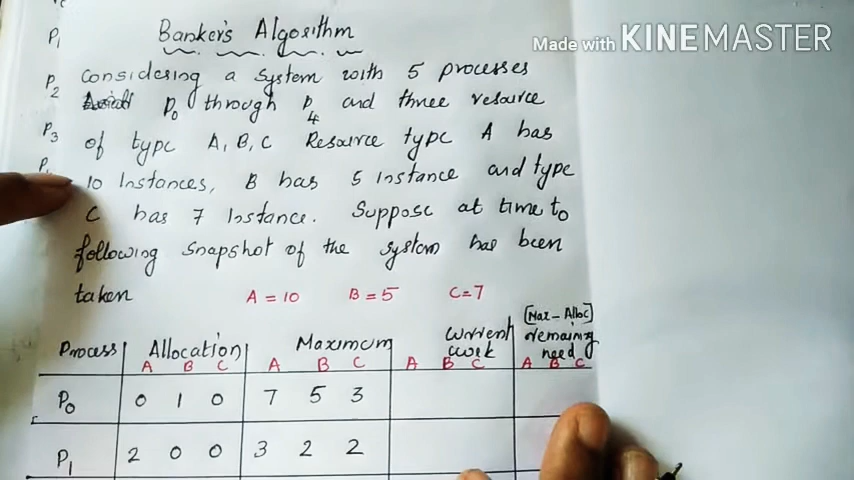 Made with KINEMASTER
P1
Banker's Algorithm
P2 Considering a System with 5 processes
P0 through P4 and three resource
P3 of type A, B, C Resource type A has
10 Instances, B has 5 instance and type
C has 7 Instance. Suppose at time to
following snapshot of the system has been
taken A = 10 B = 5 C = 7
[Max - Alloc]
Process Allocation Maximum Current remaining
work need
A B C A B C A B C A B C
P0 0 1 0 7 5 3
P1 2 0 0 3 2 2